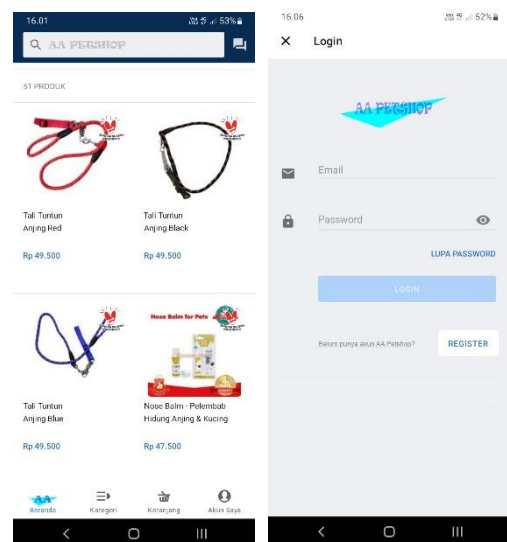 16.01
53%
AA PETSHOP
51 PRODUK
Tali Tuntun
Anjing Red
Rp 49.500
Tali Tuntun
Anjing Black
Rp 49.500
Nose Balm for Pets
Tali Tuntun
Anjing Blue
Rp 49.500
Nose Balm - Pelembab
Hidung Anjing & Kucing
Rp 47.500
AA
Beranda
Kategori
Keranjang
Akun Saya
16.06
52%
Login
AA PETSHOP
Email
Password
LUPA PASSWORD
LOGIN
Belum punya akun AA Petshop?
REGISTER